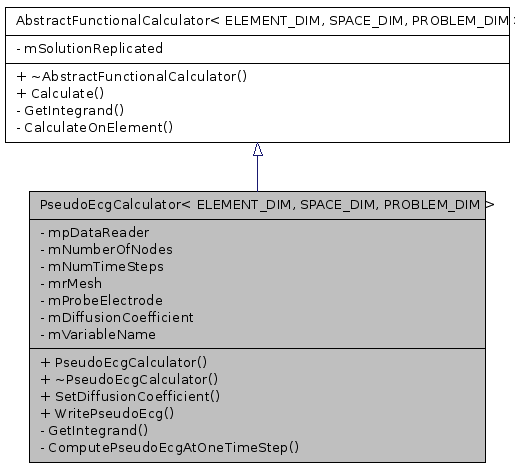 AbstractFunctionalCalculator< ELEMENT_DIM, SPACE_DIM, PROBLEM_DIM >
- mSolutionReplicated
+ ~AbstractFunctionalCalculator()
+ Calculate()
- GetIntegrand()
- CalculateOnElement()
PseudoEcgCalculator< ELEMENT_DIM, SPACE_DIM, PROBLEM_DIM >
- mpDataReader
- mNumberOfNodes
- mNumTimeSteps
- mrMesh
- mProbeElectrode
- mDiffusionCoefficient
- mVariableName
+ PseudoEcgCalculator()
+ ~PseudoEcgCalculator()
+ SetDiffusionCoefficient()
+ WritePseudoEcg()
- GetIntegrand()
- ComputePseudoEcgAtOneTimeStep()